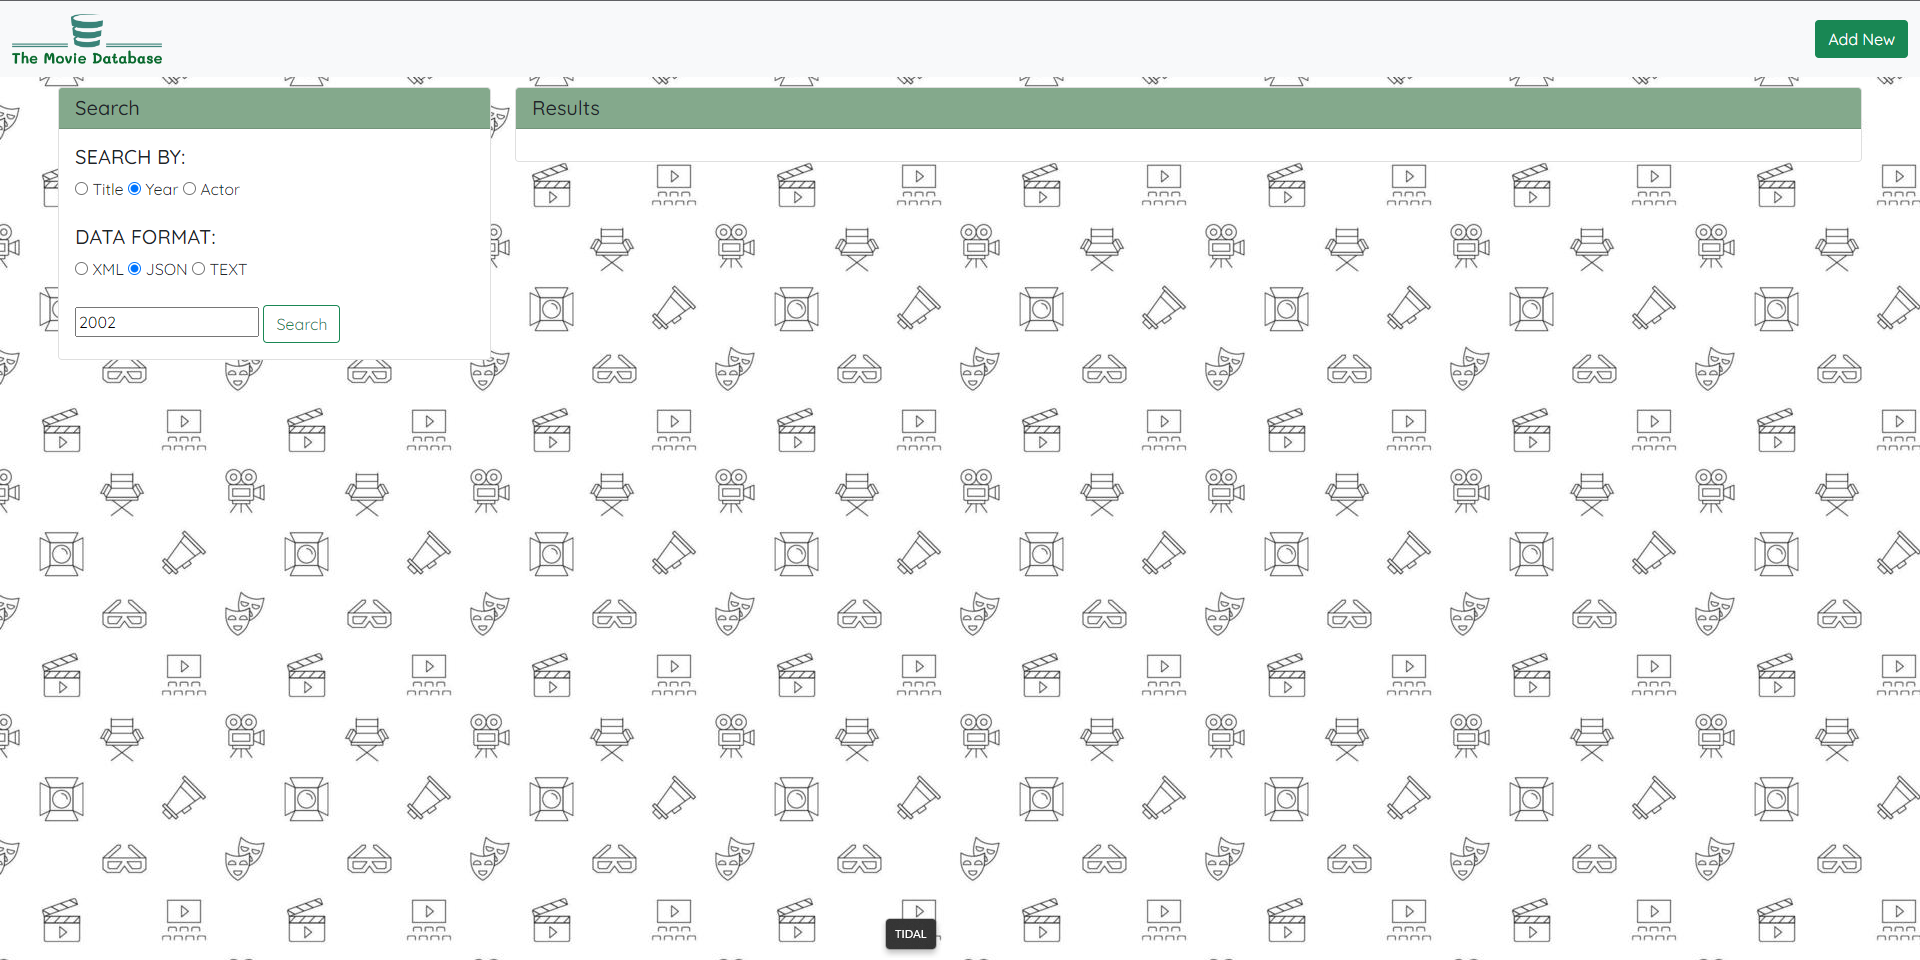 The Movie Database
Add New
Search
SEARCH BY:
Title Year Actor
DATA FORMAT:
XML JSON TEXT
2002 Search
Results
TIDAL